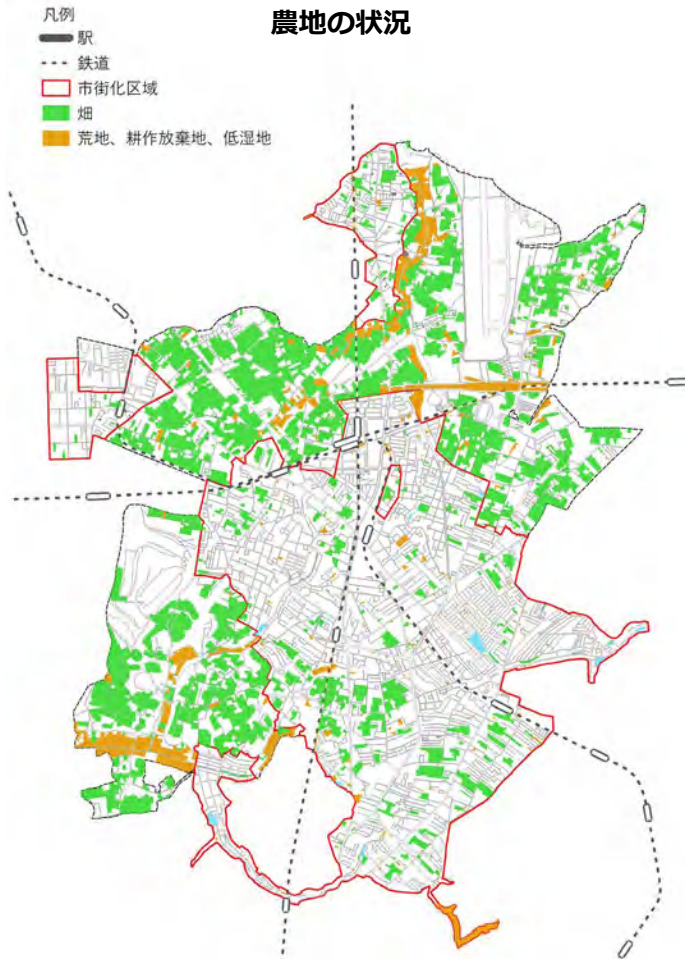 農地の状況
凡例
駅
鉄道
市街化区域
畑
荒地、耕作放棄地、低湿地